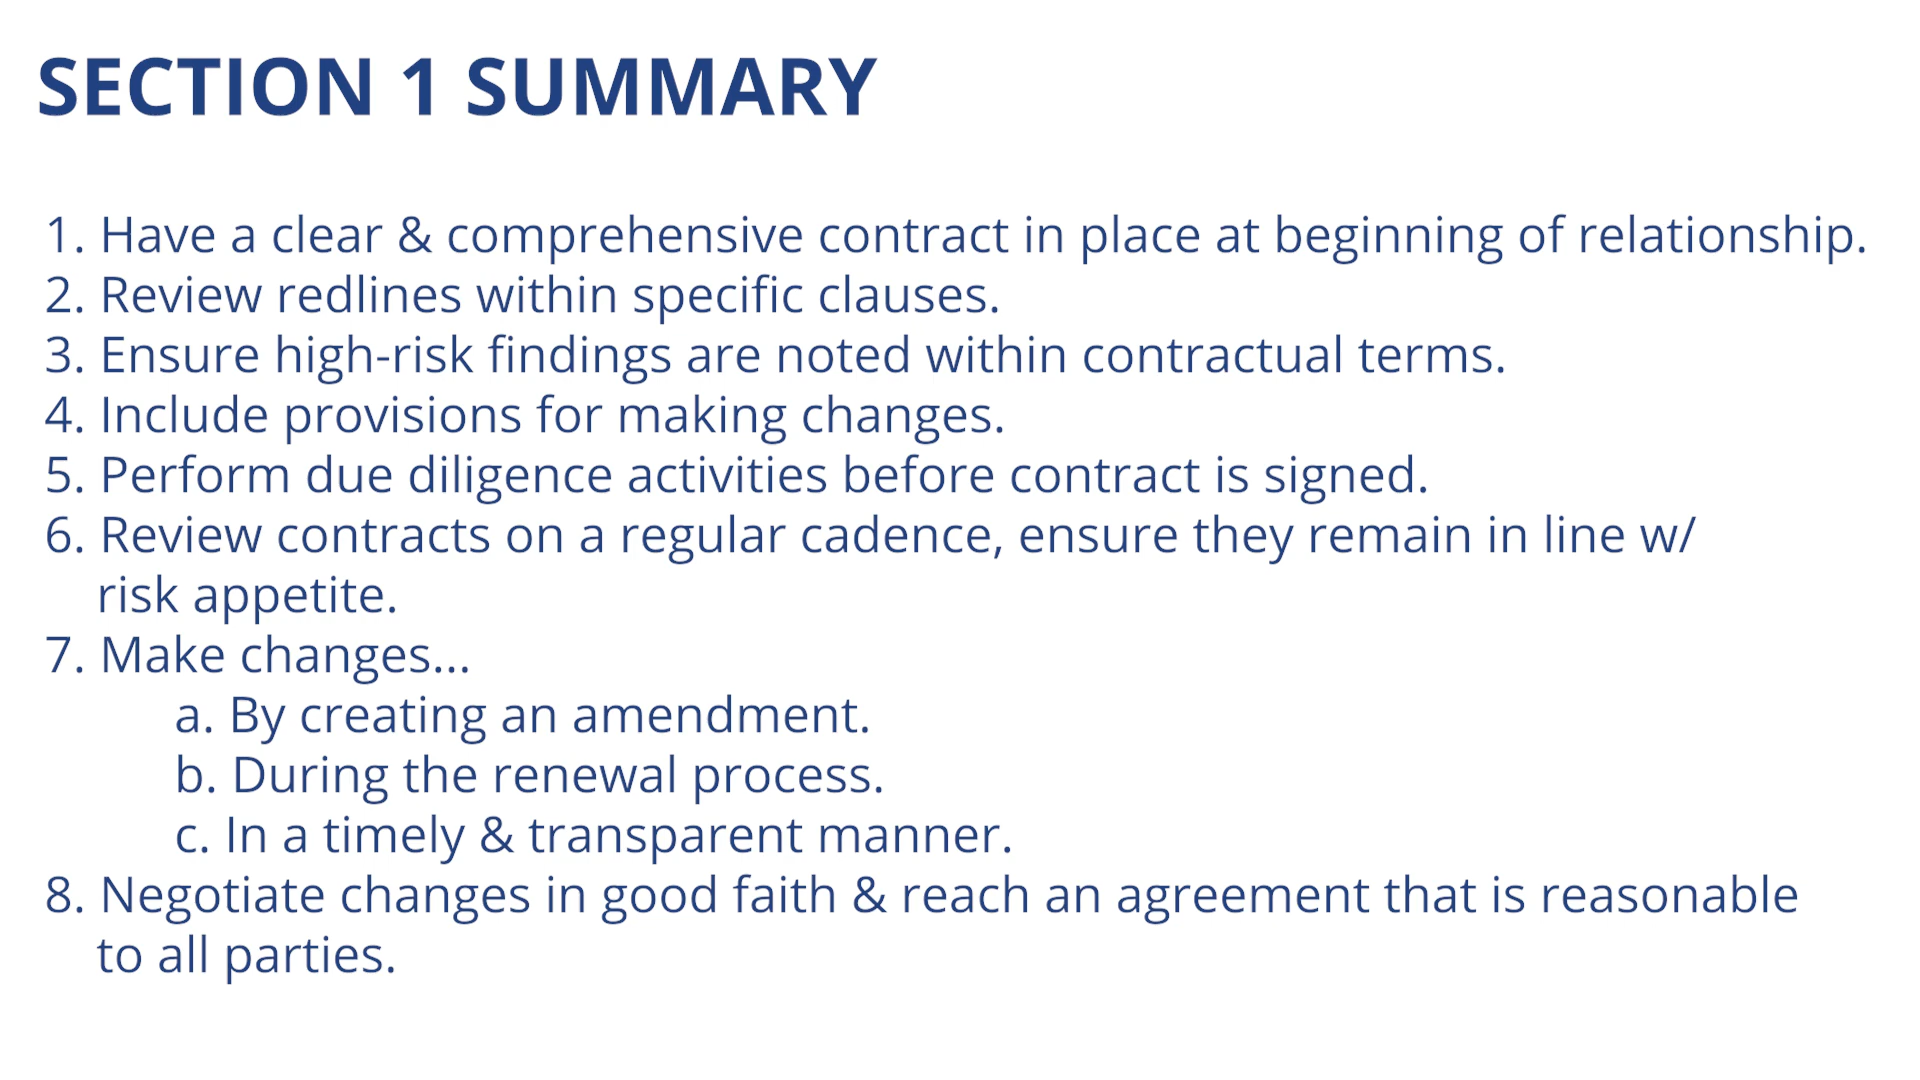 SECTION 1 SUMMARY
1. Have a clear & comprehensive contract in place at beginning of relationship.
2. Review redlines within specific clauses.
3. Ensure high-risk findings are noted within contractual terms.
4. Include provisions for making changes.
5. Perform due diligence activities before contract is signed.
6. Review contracts on a regular cadence, ensure they remain in line w/
risk appetite.
7. Make changes...
a. By creating an amendment.
b. During the renewal process.
c. In a timely & transparent manner.
8. Negotiate changes in good faith & reach an agreement that is reasonable
to all parties.